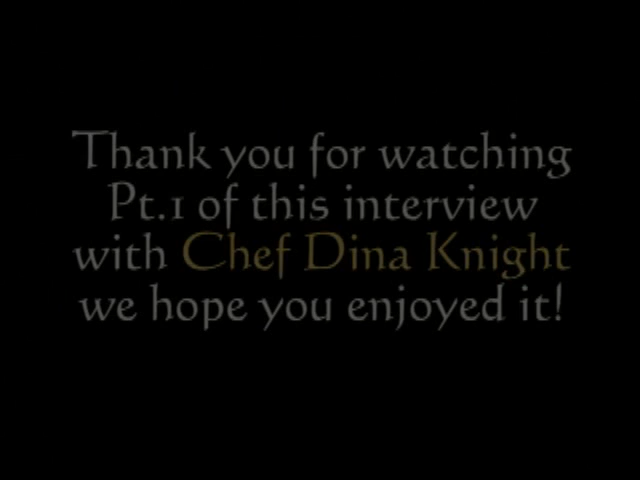 Thank you for watching
Pt.1 of this interview
with Chef Dina Knight
we hope you enjoyed it!